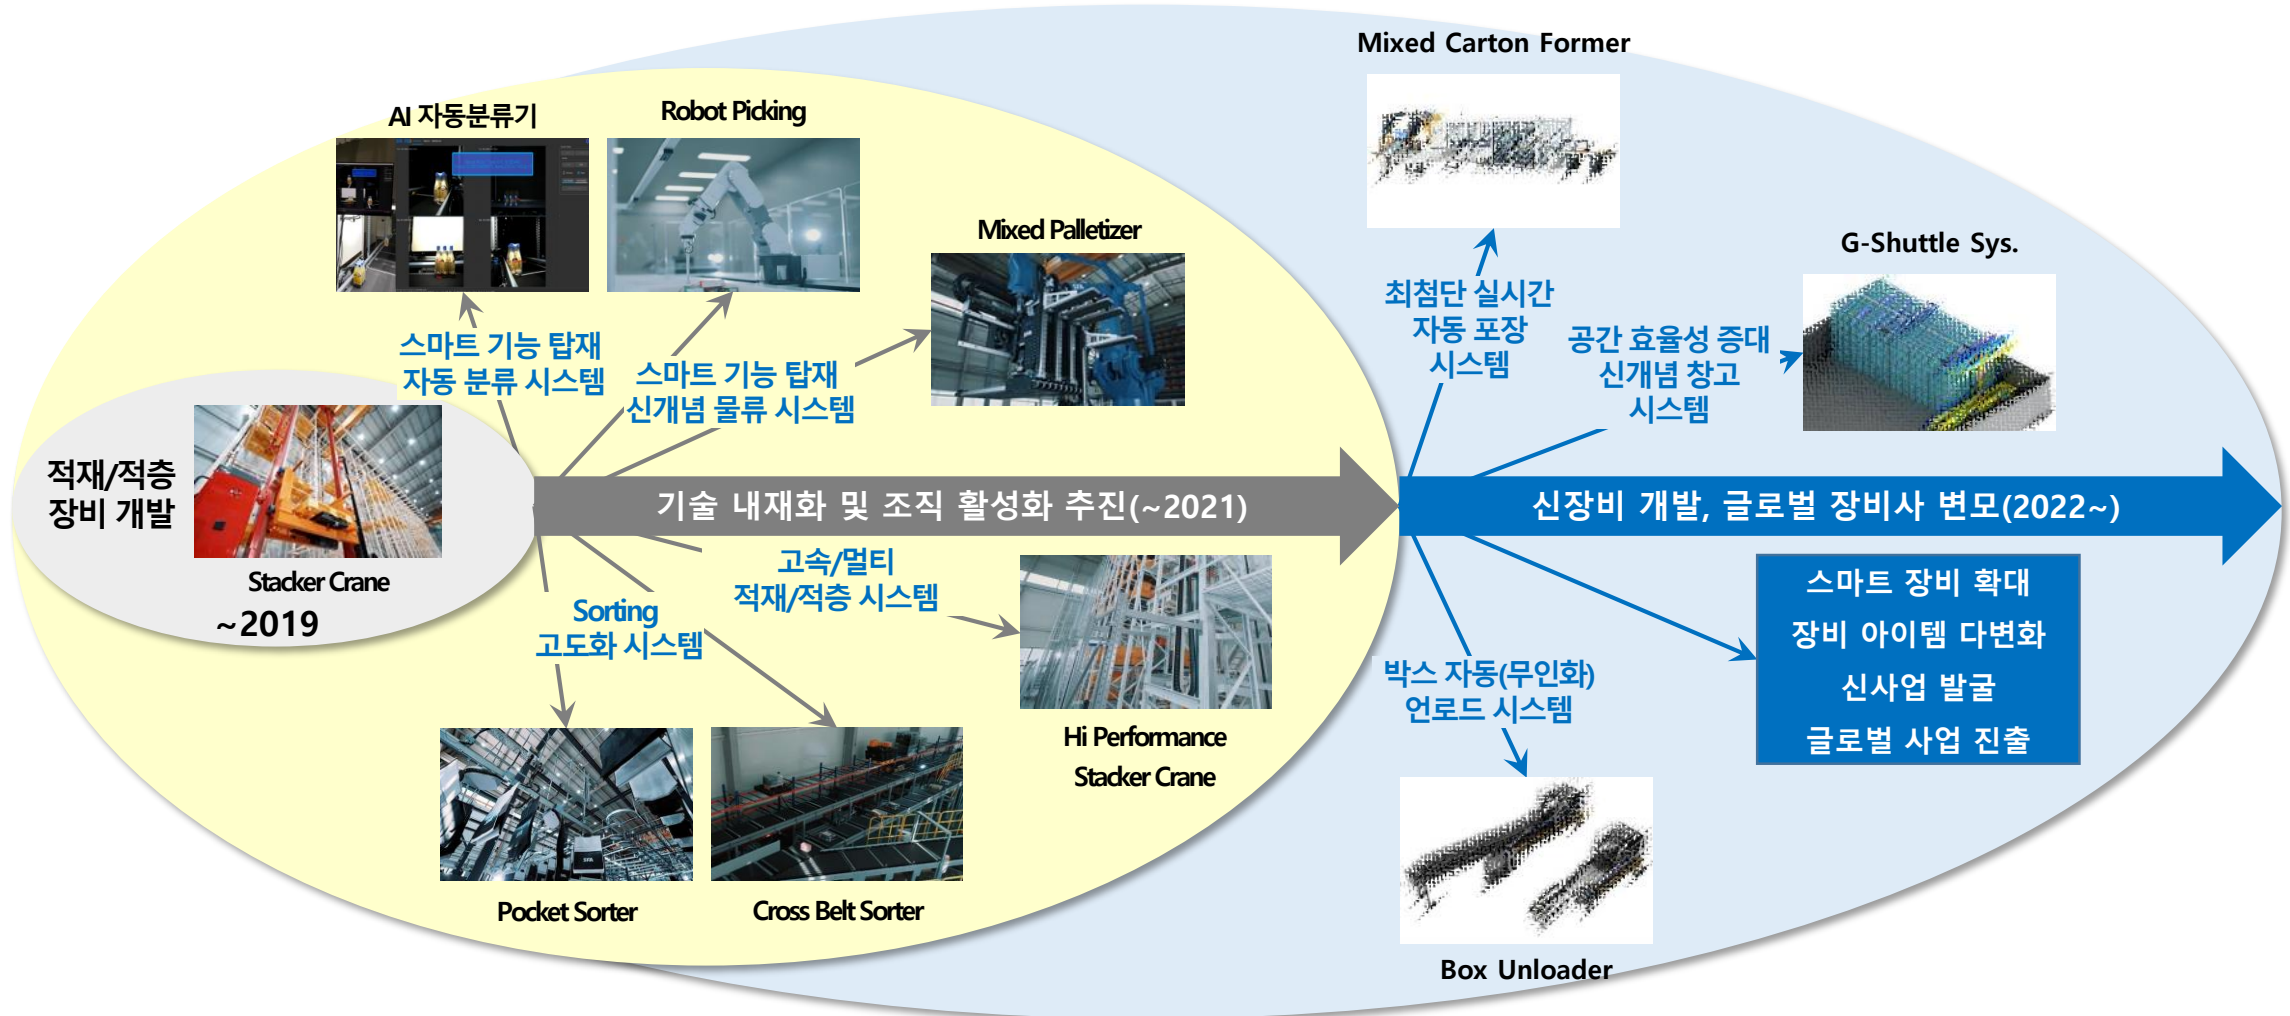 Mixed Carton Former
AI 자동분류기
Robot Picking
Mixed Palletizer
G-Shuttle Sys.
최첨단 실시간
자동 포장
시스템
공간 효율성 증대
신개념 창고
시스템
스마트 기능 탑재
자동 분류 시스템
스마트 기능 탑재
신개념 물류 시스템
적재/적층
장비 개발
Stacker Crane
~2019
기술 내재화 및 조직 활성화 추진(~2021)
신장비 개발, 글로벌 장비사 변모(2022~)
고속/멀티
적재/적층 시스템
Sorting
고도화 시스템
스마트 장비 확대
장비 아이템 다변화
신사업 발굴
글로벌 사업 진출
박스 자동(무인화)
언로드 시스템
Hi Performance
Stacker Crane
Pocket Sorter
Cross Belt Sorter
Box Unloader